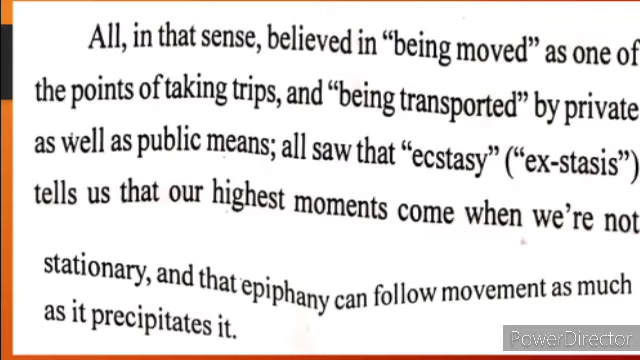 All, in that sense, believed in “being moved” as one of
the points of taking trips, and “being transported” by private
as well as public means; all saw that “ecstasy” (“ex-stasis”)
tells us that our highest moments come when we’re not
stationary, and that epiphany can follow movement as much
as it precipitates it.
PowerDirector